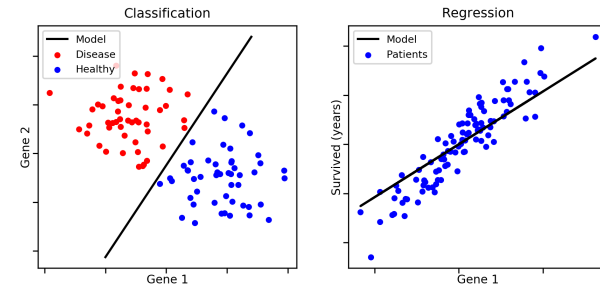 Classification
Model
Disease
Healthy
Gene 2
Gene 1
Regression
Model
Patients
Survived (years)
Gene 1